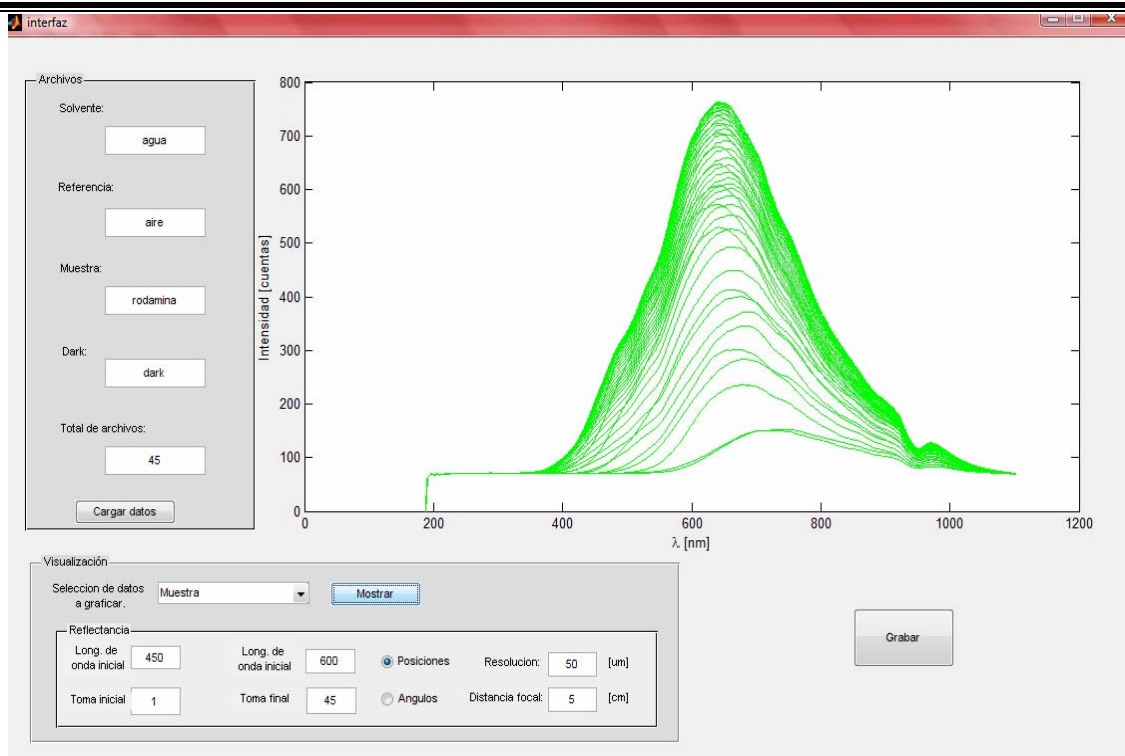 interfaz
Archivos
Solvente:
agua
Referencia:
aire
Muestra:
rodamina
Dark:
dark
Total de archivos:
45
Cargar datos
800
700
600
500
400
300
200
100
0
Intensidad [cuentas]
0 200 400 600 800 1000 1200
λ [nm]
Visualización
Seleccion de datos
a graficar.
Muestra
Mostrar
Reflectancia
Long. de
onda inicial
450
Long. de
onda inicial
600
Posiciones
Resolucion:
50
[um]
Toma inicial
1
Toma final
45
Angulos
Distancia focal:
5
[cm]
Grabar